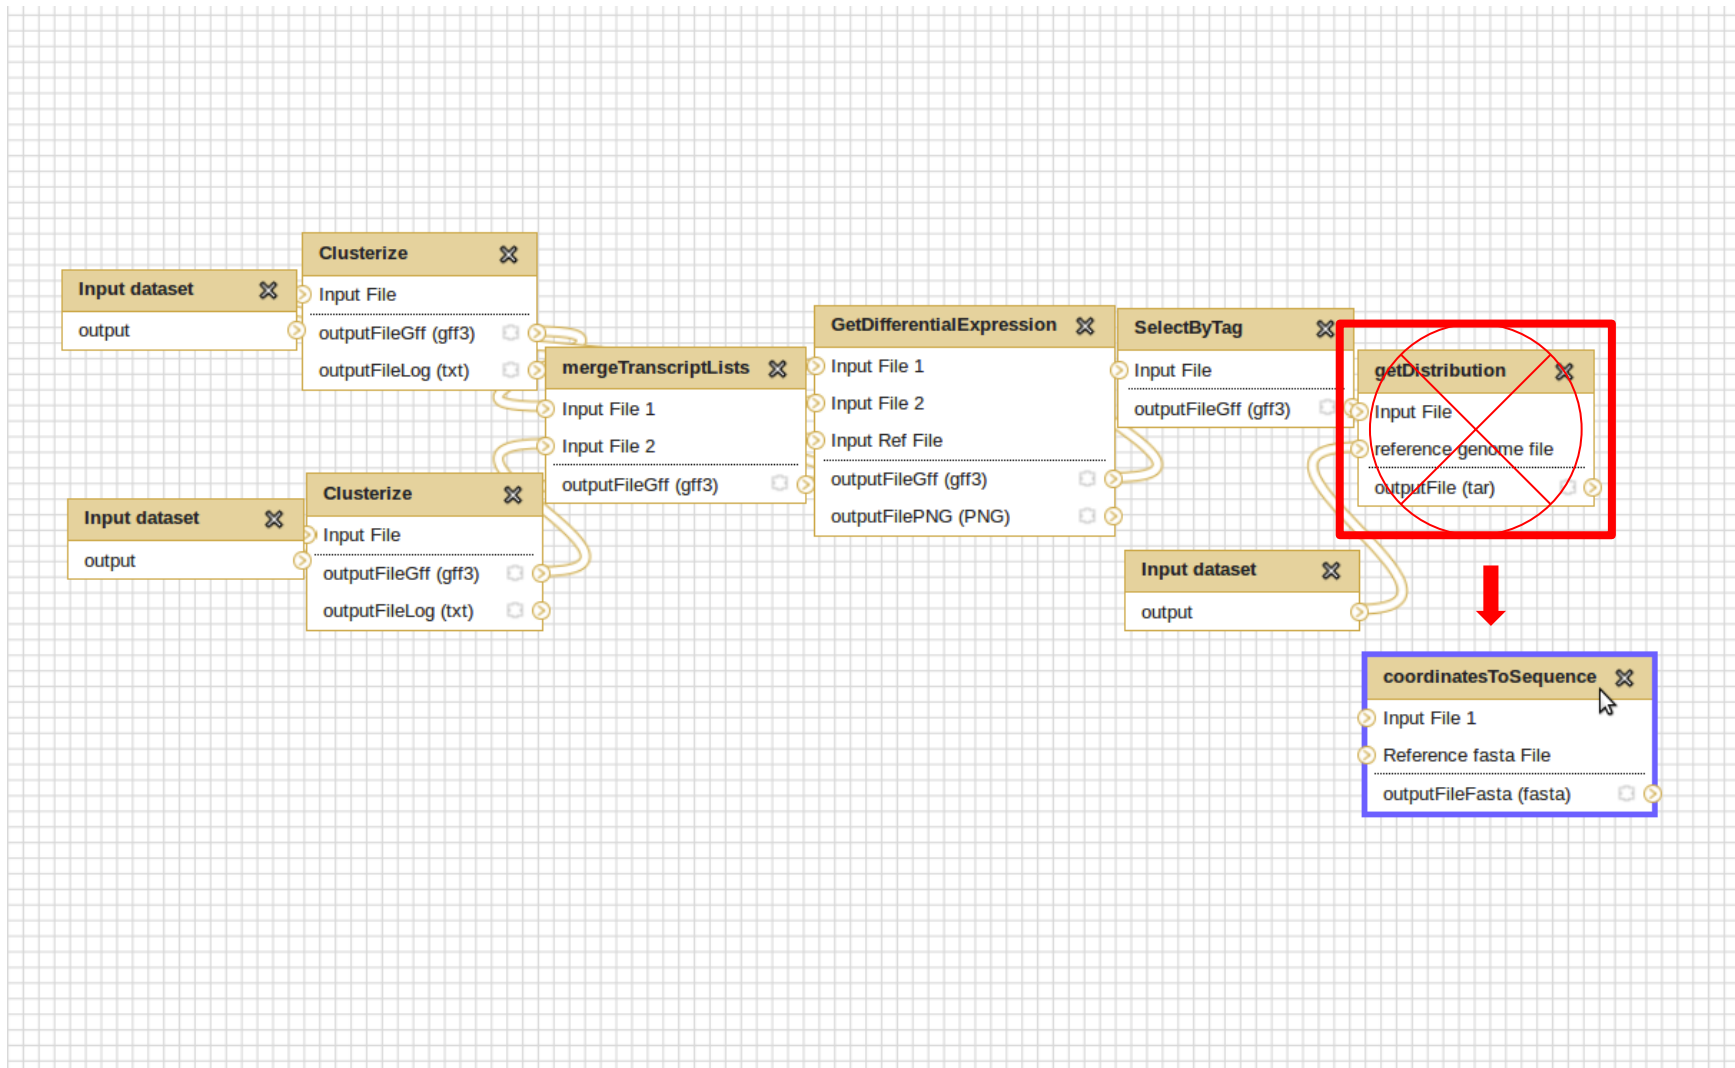 Clusterize
Input File
outputFileGff (gff3)
outputFileLog (txt)
Input dataset
output
mergeTranscriptLists
Input File 1
Input File 2
outputFileGff (gff3)
Clusterize
Input File
outputFileGff (gff3)
outputFileLog (txt)
Input dataset
output
GetDifferentialExpression
Input File 1
Input File 2
Input Ref File
outputFileGff (gff3)
outputFilePNG (PNG)
SelectByTag
Input File
outputFileGff (gff3)
getDistribution
Input File
reference genome file
outputFile (tar)
Input dataset
output
coordinatesToSequence
Input File 1
Reference fasta File
outputFileFasta (fasta)